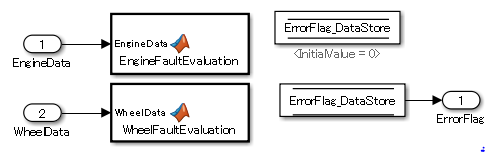 1
EngineData
EngineData
EngineFaultEvaluation
ErrorFlag_DataStore
<InitialValue = 0>
2
WheelData
WheelData
WheelFaultEvaluation
ErrorFlag_DataStore
1
ErrorFlag